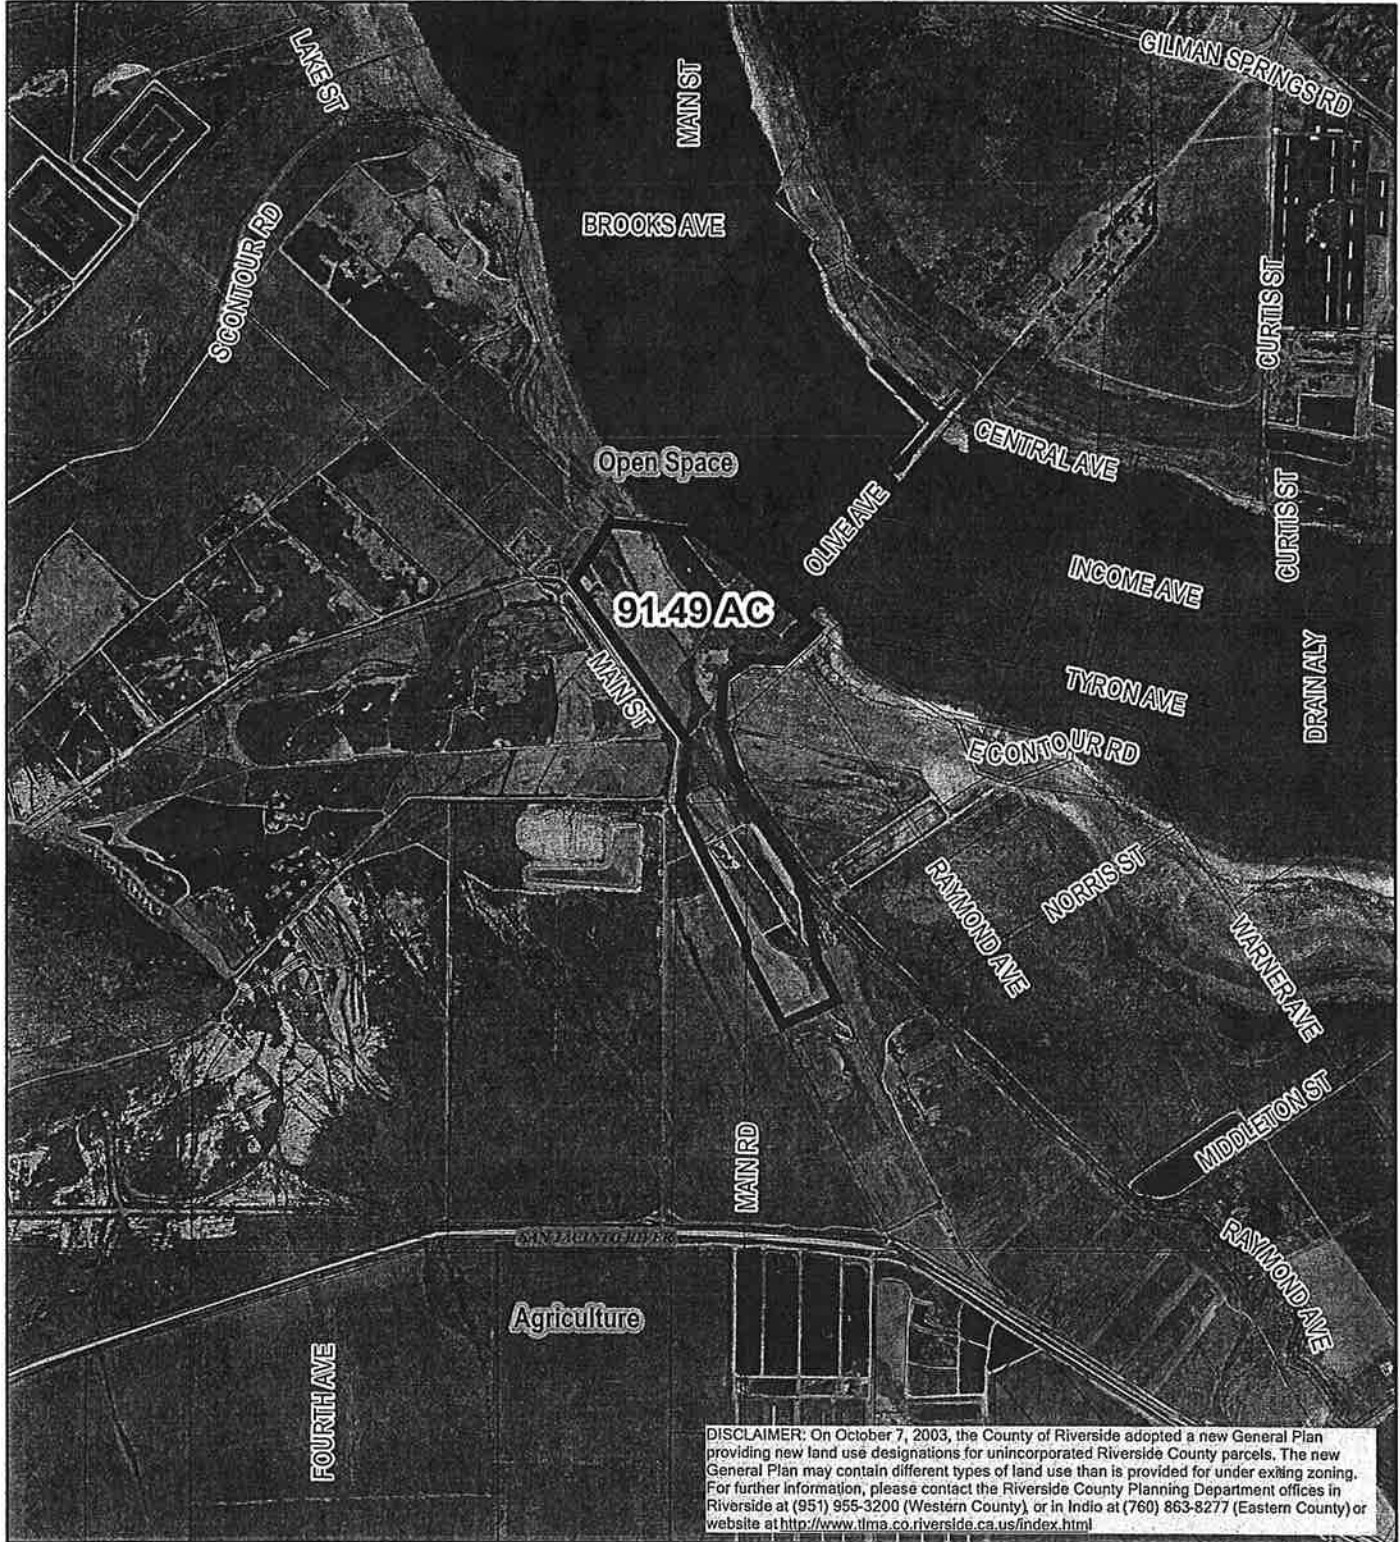 GILMAN SPRINGS RD
LAKE ST
MAIN ST
BROOKS AVE
S CONTOUR RD
CURTIS ST
CENTRAL AVE
Open Space
OLIVE AVE
CURTIS ST
INCOME AVE
91.49 AC
MAIN ST
TYRON AVE
DRAIN ALY
E CONTOUR RD
RAYMOND AVE
NORRIS ST
WARNER AVE
MIDDLETON ST
MAIN RD
SAN JACINTO RIVER
RAYMOND AVE
Agriculture
FOURTH AVE
DISCLAIMER: On October 7, 2003, the County of Riverside adopted a new General Plan
providing new land use designations for unincorporated Riverside County parcels. The new
General Plan may contain different types of land use than is provided for under existing zoning.
For further information, please contact the Riverside County Planning Department offices in
Riverside at (951) 955-3200 (Western County), or in Indio at (760) 863-8277 (Eastern County) or
website at http://www.tlma.co.riverside.ca.us/index.html